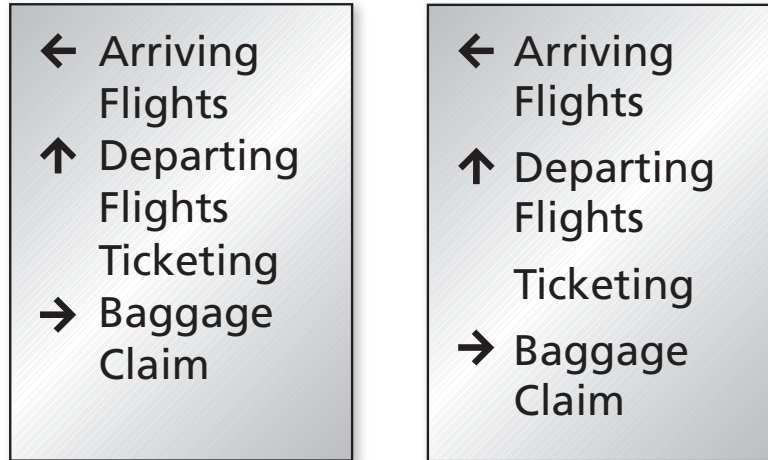 ← Arriving
Flights
↑ Departing
Flights
Ticketing
→ Baggage
Claim
← Arriving
Flights
↑ Departing
Flights
Ticketing
→ Baggage
Claim